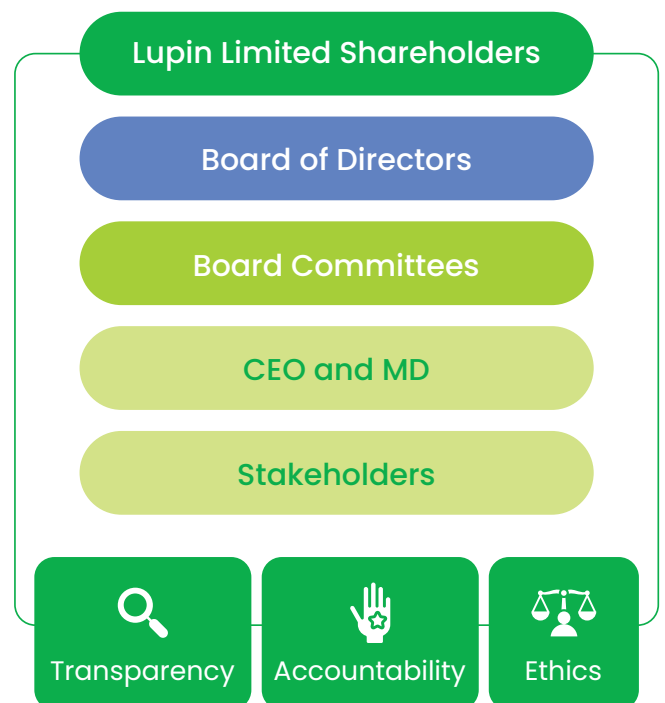 Lupin Limited Shareholders
Board of Directors
Board Committees
CEO and MD
Stakeholders
Transparency
Accountability
Ethics